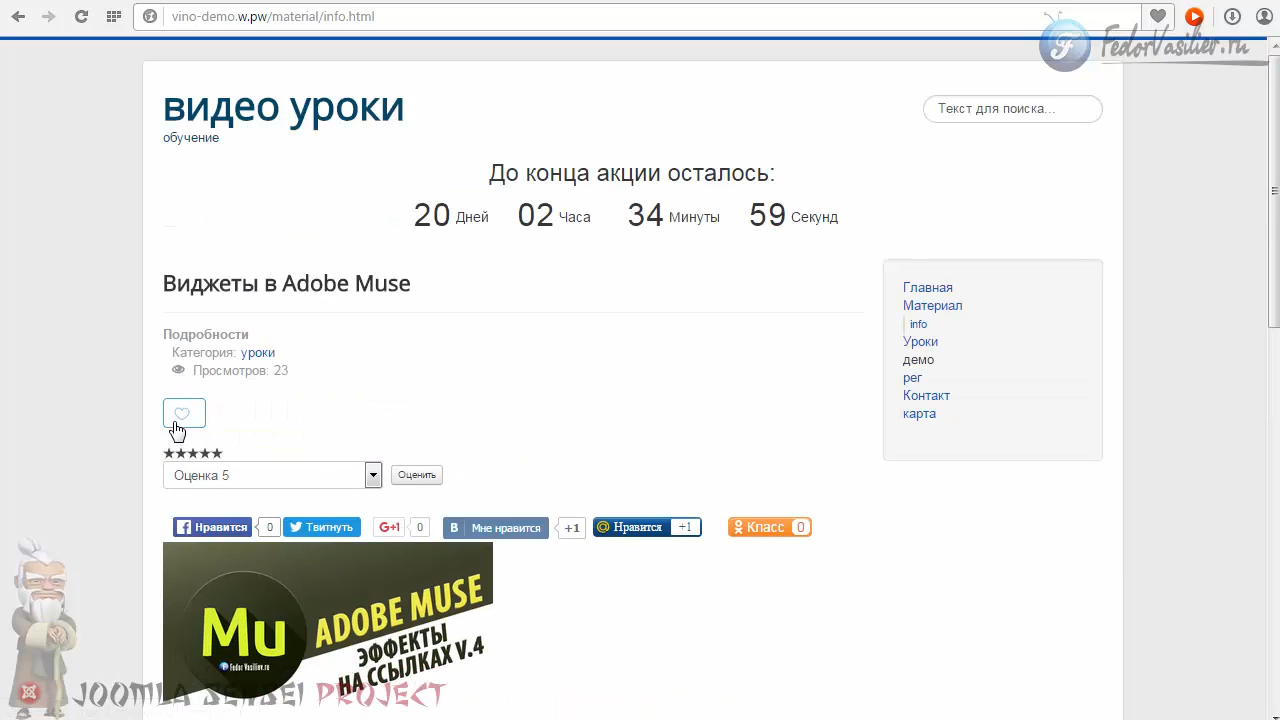 vino-demo.w.pw/material/info.html
FedorVasiliev.ru
видео уроки
обучение
Текст для поиска...
До конца акции осталось:
20 Дней 02 Часа 34 Минуты 59 Секунд
Виджеты в Adobe Muse
Подробности
Категория: уроки
Просмотров: 23
Главная
Материал
info
Уроки
демо
рег
Контакт
карта
Оценка 5
Оценить
Нравится 0 Твитнуть G+1 0 B Мне нравится +1 @ Нравится +1 Класс 0
Mu
Fedor Vasiliev.ru
ADOBE MUSE
ЭФФЕКТЫ
НА ССЫЛКАХ V.4
JOOMLA SENSEI PROJECT